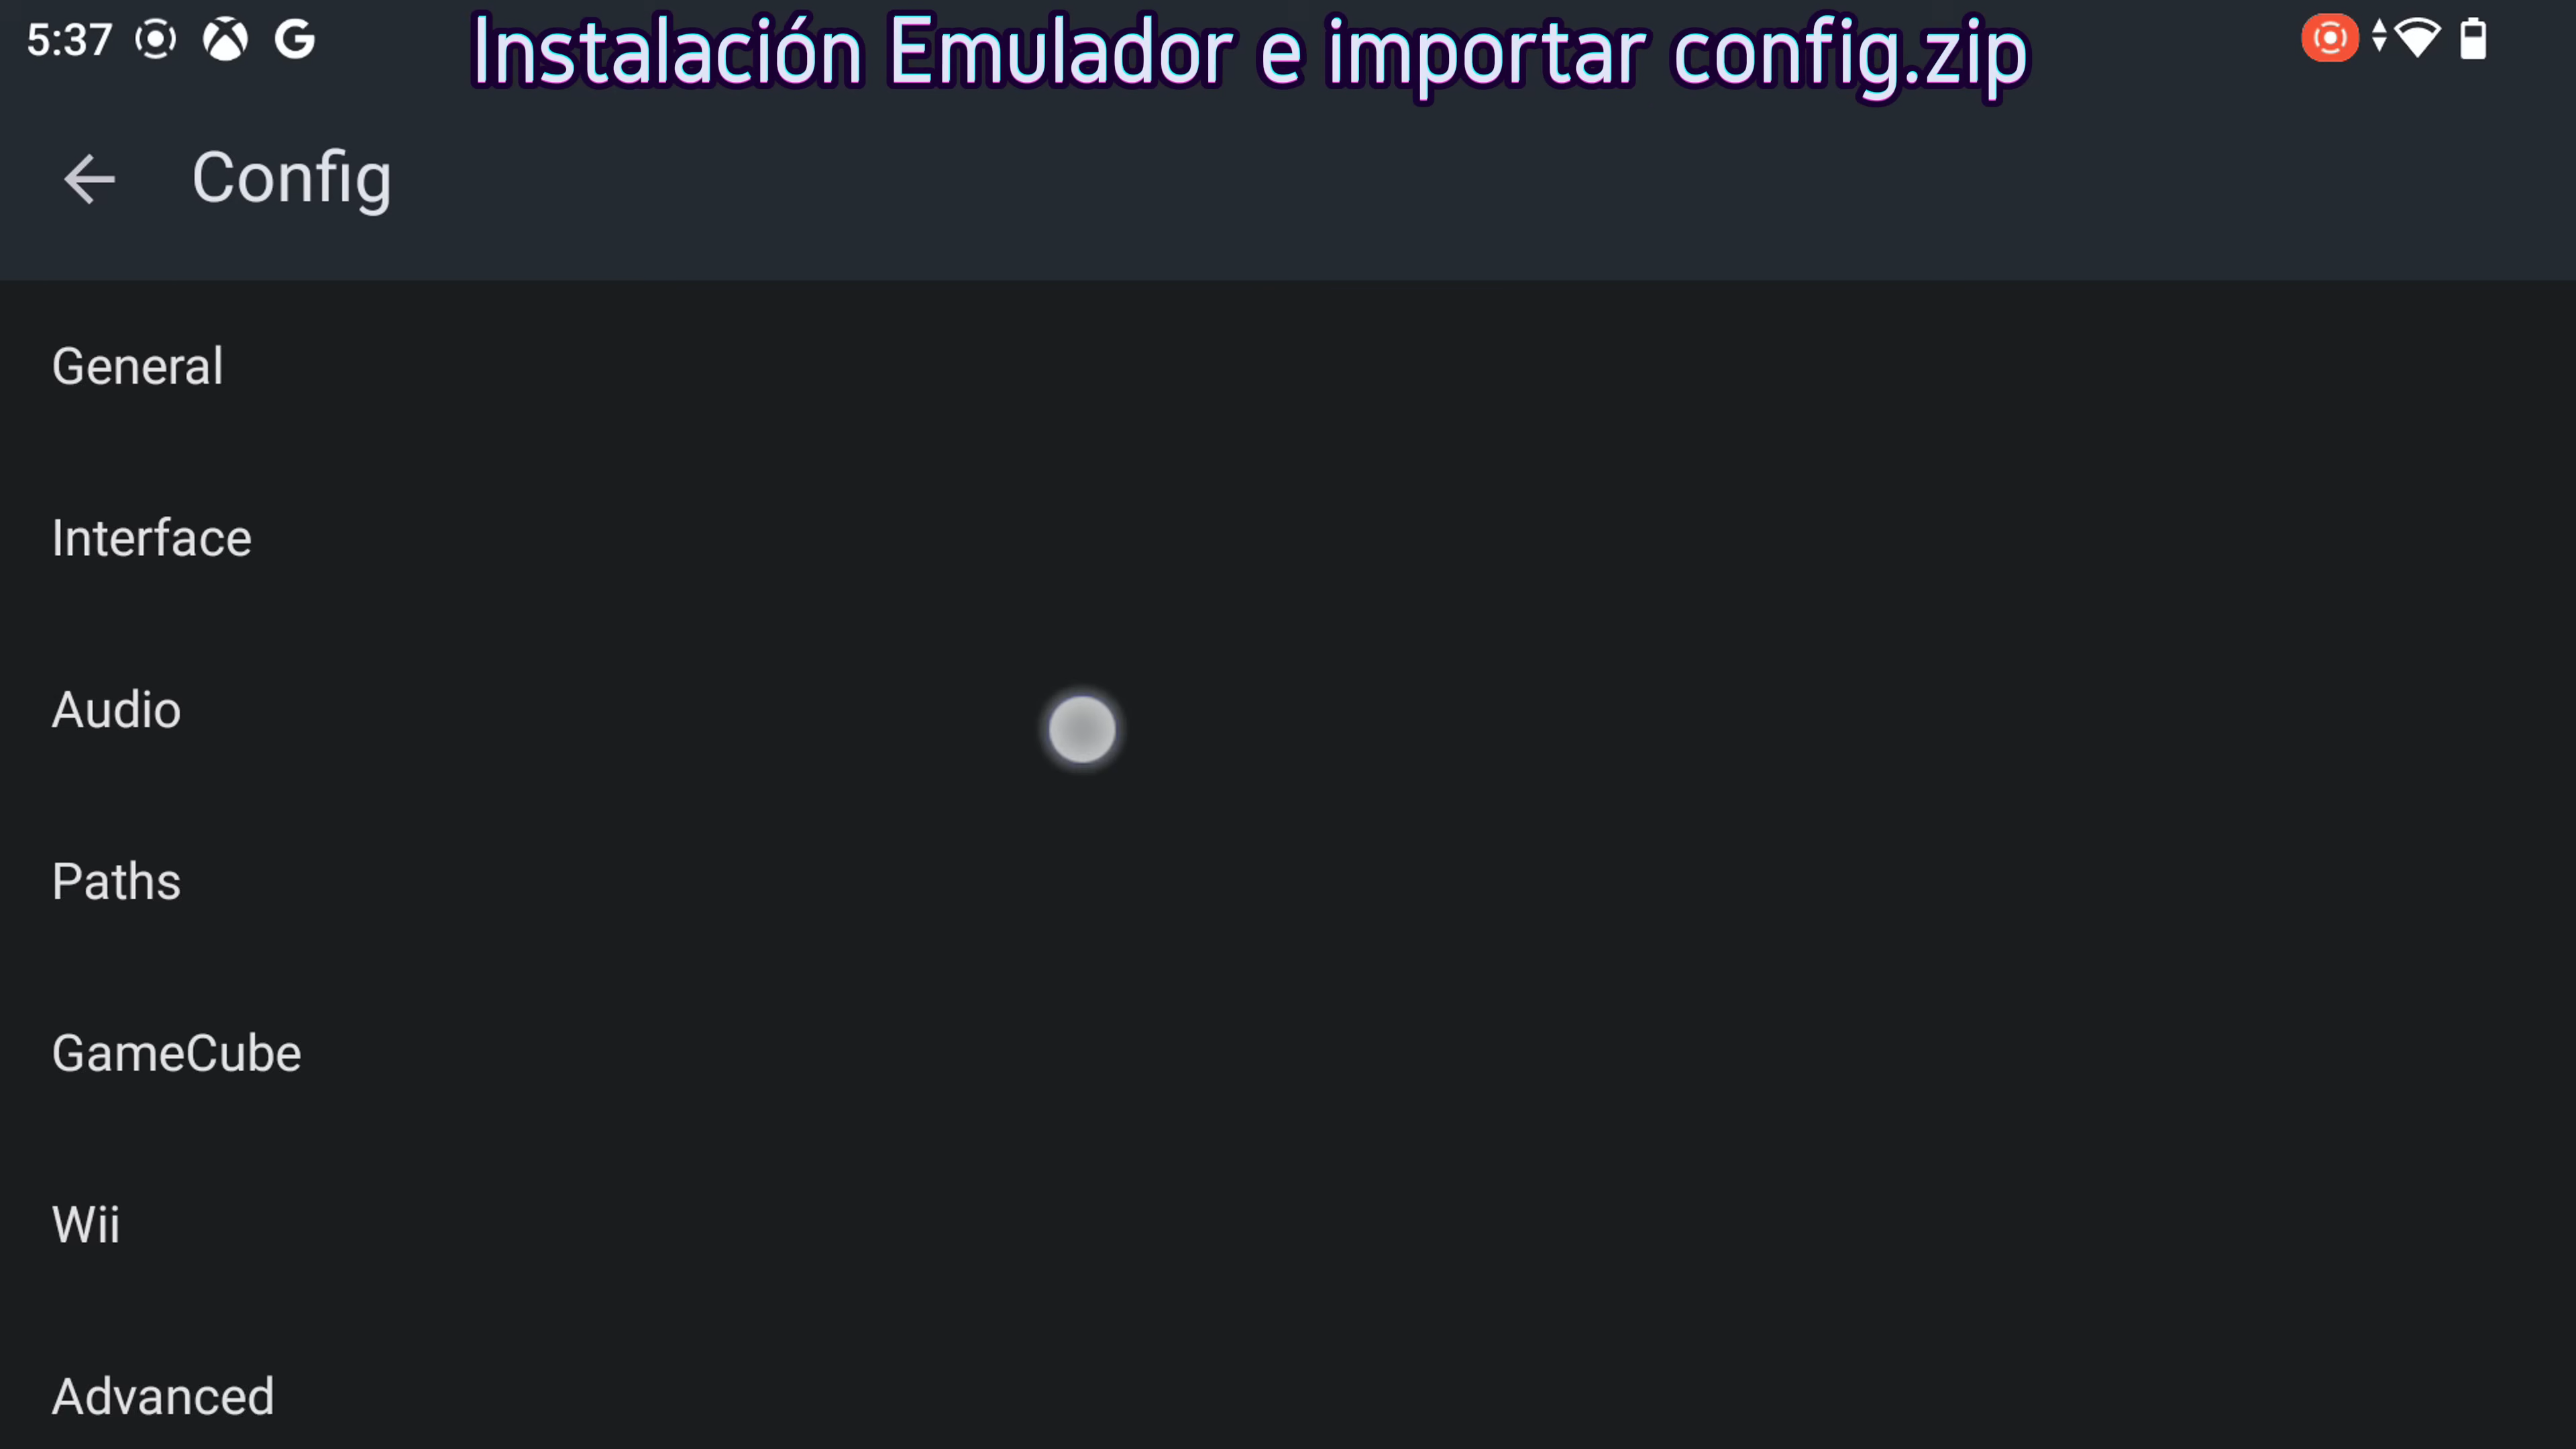 5:37
Instalación Emulador e importar config.zip
Config
General
Interface
Audio
Paths
GameCube
Wii
Advanced